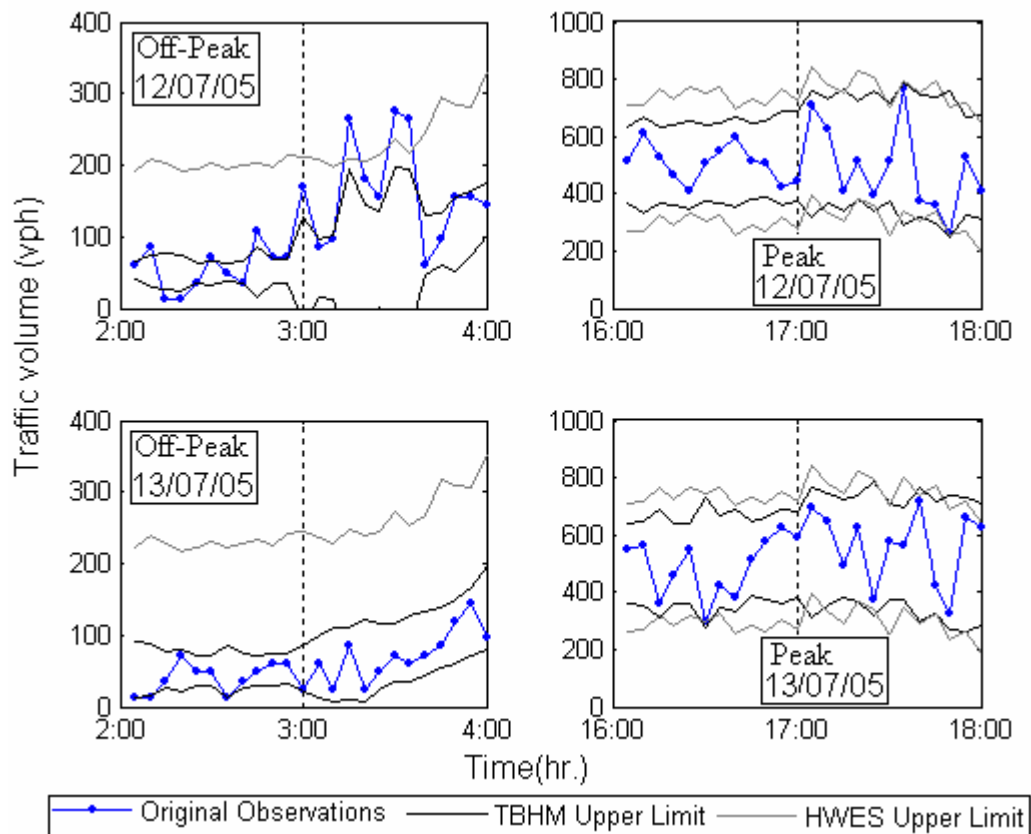 Traffic volume (vph)
400
300
200
100
0
Off-Peak
12/07/05
2:00 3:00 4:00
1000
800
600
400
200
0
Peak
12/07/05
16:00 17:00 18:00
400
300
200
100
0
Off-Peak
13/07/05
2:00 3:00 4:00
1000
800
600
400
200
0
Peak
13/07/05
16:00 17:00 18:00
Time(hr.)
Original Observations TBHM Upper Limit HWES Upper Limit